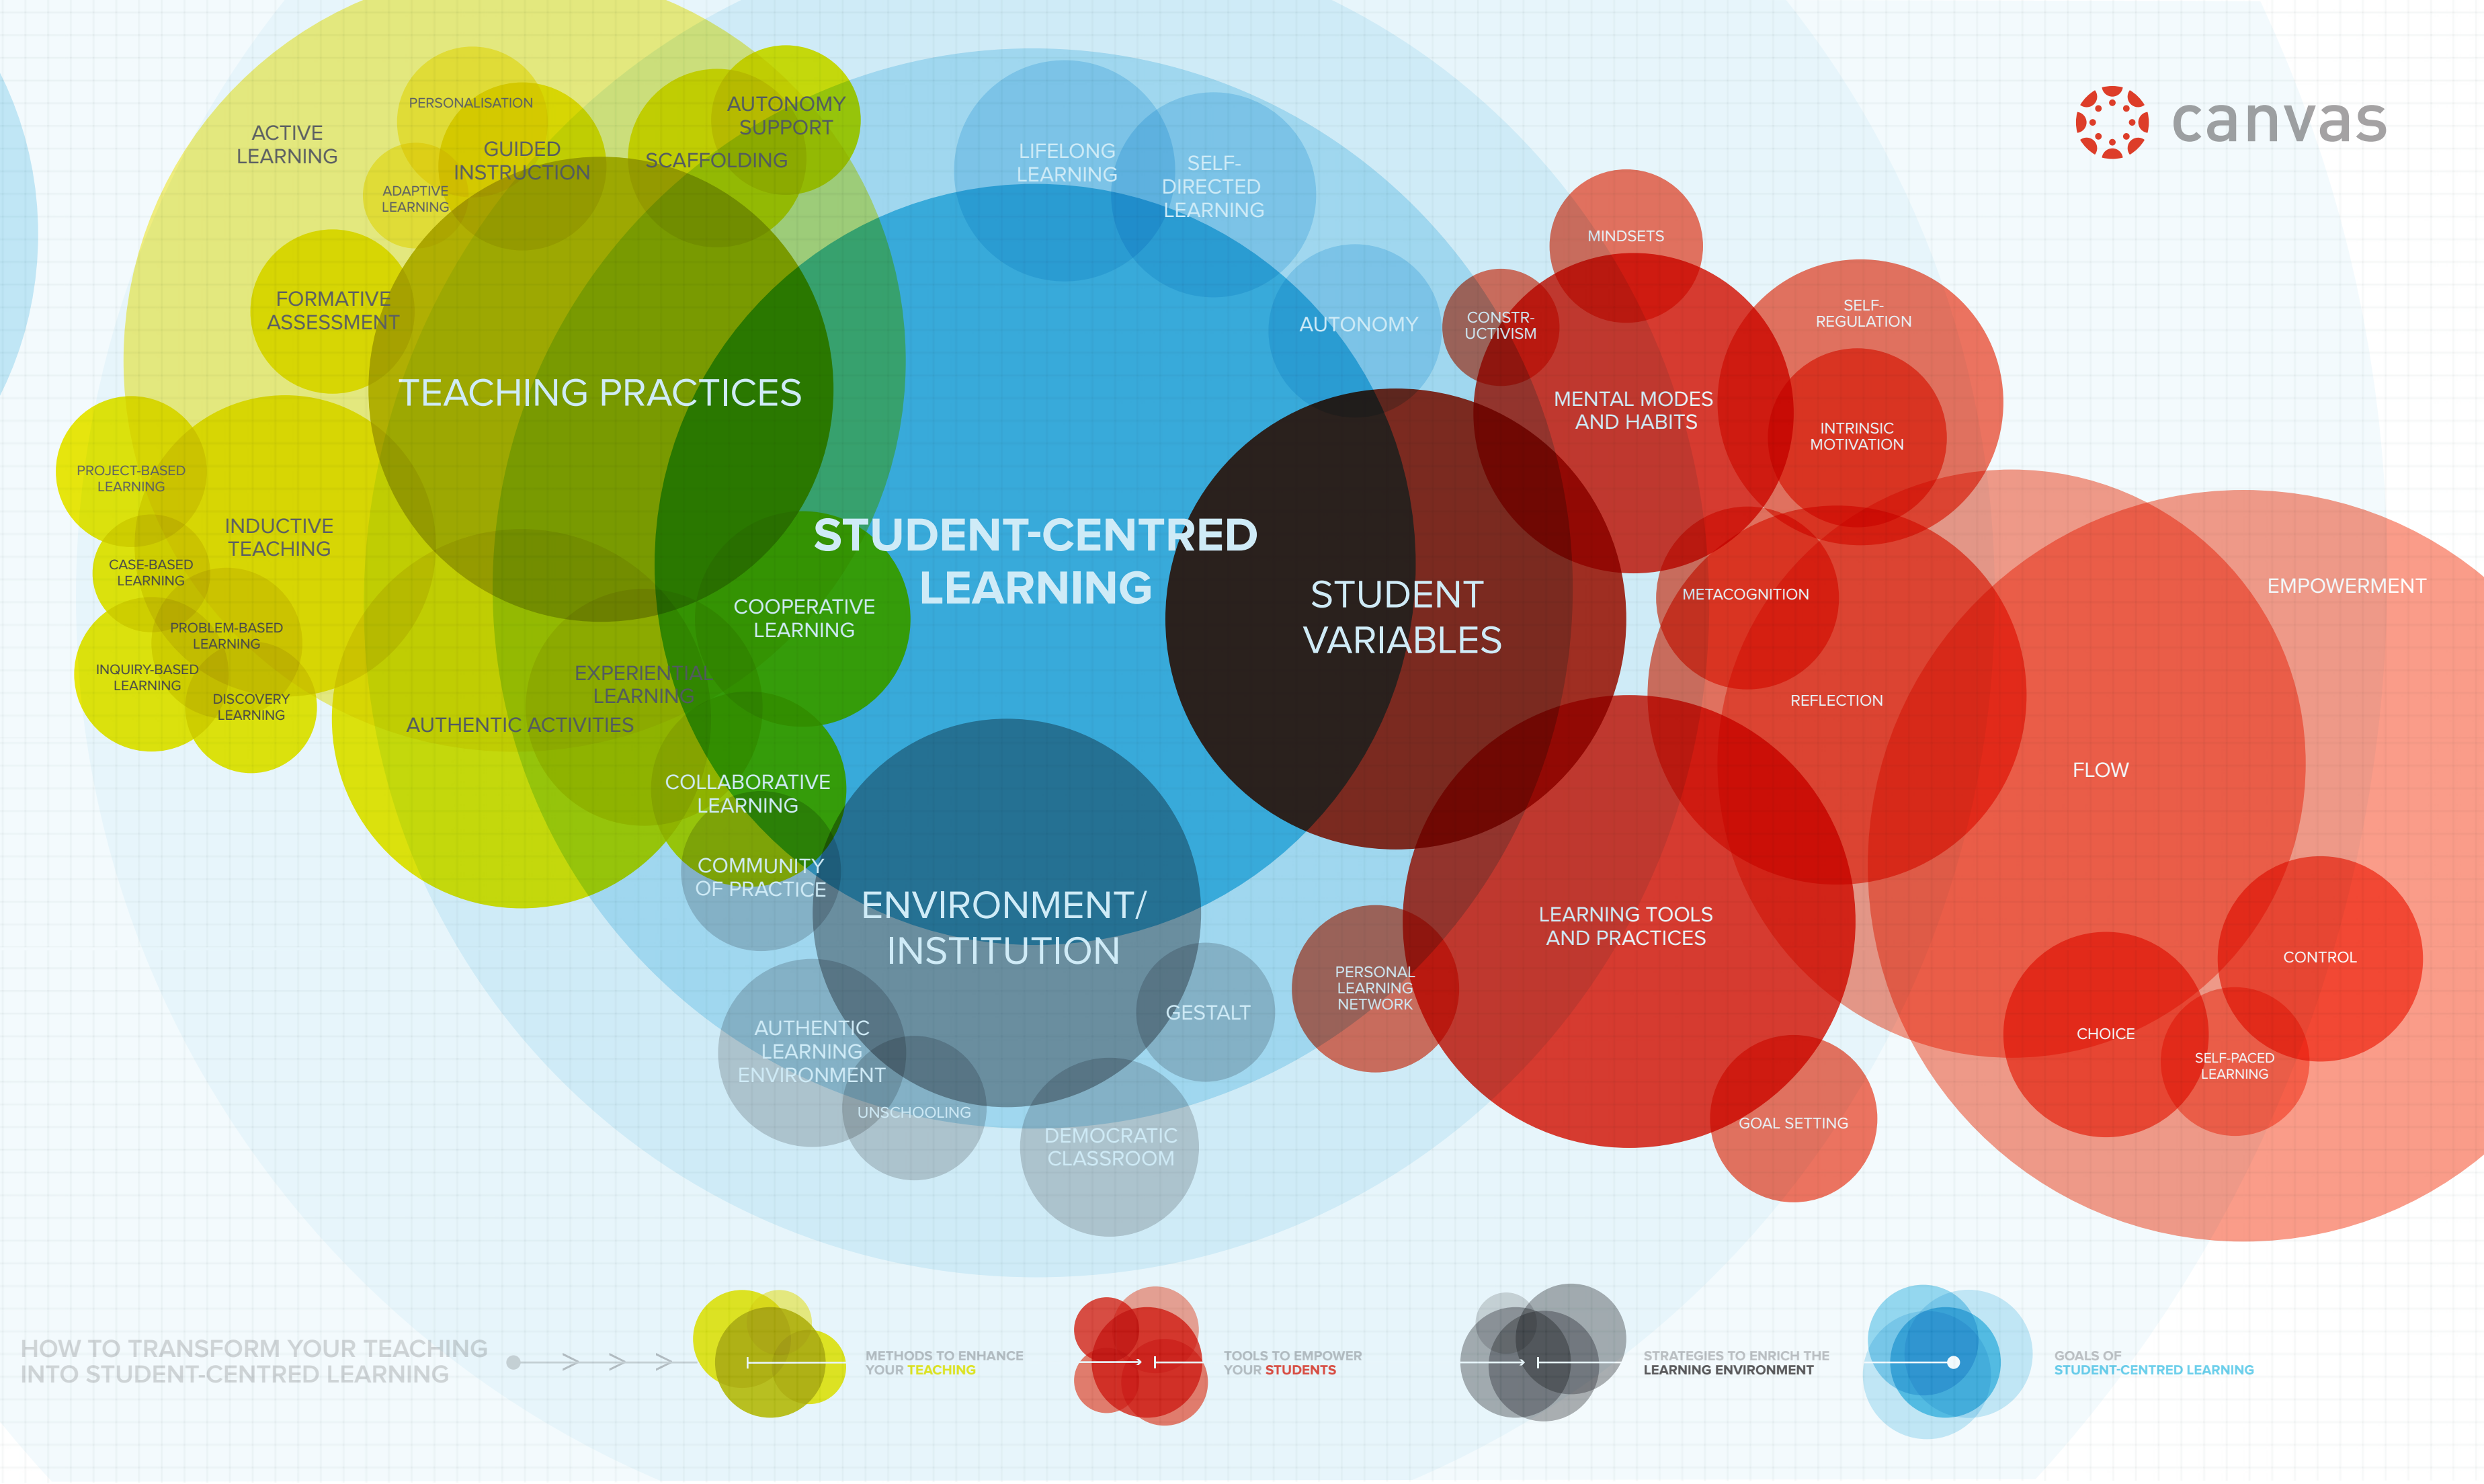 canvas
ACTIVE
LEARNING
PERSONALISATION
GUIDED
INSTRUCTION
ADAPTIVE
LEARNING
SCAFFOLDING
AUTONOMY
SUPPORT
FORMATIVE
ASSESSMENT
TEACHING PRACTICES
PROJECT-BASED
LEARNING
INDUCTIVE
TEACHING
CASE-BASED
LEARNING
PROBLEM-BASED
LEARNING
INQUIRY-BASED
LEARNING
DISCOVERY
LEARNING
EXPERIENTIAL
LEARNING
AUTHENTIC ACTIVITIES
COOPERATIVE
LEARNING
COLLABORATIVE
LEARNING
COMMUNITY
OF PRACTICE
LIFELONG
LEARNING
SELF-
DIRECTED
LEARNING
AUTONOMY
STUDENT-CENTRED
LEARNING
ENVIRONMENT/
INSTITUTION
AUTHENTIC
LEARNING
ENVIRONMENT
UNSCHOOLING
GESTALT
DEMOCRATIC
CLASSROOM
STUDENT
VARIABLES
MINDSETS
CONSTR-
UCTIVISM
MENTAL MODES
AND HABITS
SELF-
REGULATION
INTRINSIC
MOTIVATION
METACOGNITION
REFLECTION
EMPOWERMENT
FLOW
LEARNING TOOLS
AND PRACTICES
PERSONAL
LEARNING
NETWORK
GOAL SETTING
CONTROL
CHOICE
SELF-PACED
LEARNING
HOW TO TRANSFORM YOUR TEACHING
INTO STUDENT-CENTRED LEARNING
METHODS TO ENHANCE
YOUR TEACHING
TOOLS TO EMPOWER
YOUR STUDENTS
STRATEGIES TO ENRICH THE
LEARNING ENVIRONMENT
GOALS OF
STUDENT-CENTRED LEARNING